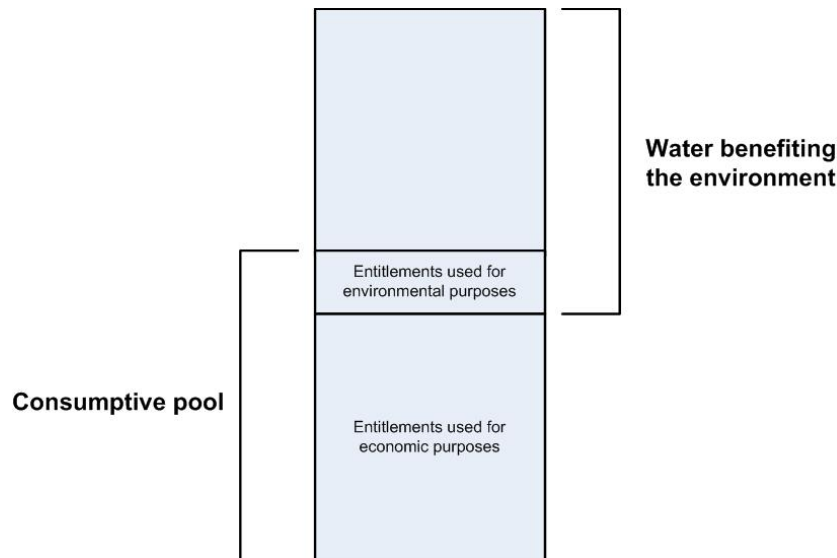 Water benefiting
the environment
Entitlements used for
environmental purposes
Consumptive pool
Entitlements used for
economic purposes